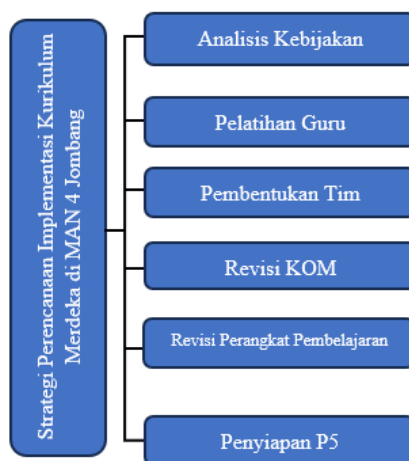 Strategi Perencanaan Implementasi Kurikulum
Merdeka di MAN 4 Jombang
Analisis Kebijakan
Pelatihan Guru
Pembentukan Tim
Revisi KOM
Revisi Perangkat Pembelajaran
Penyiapan P5